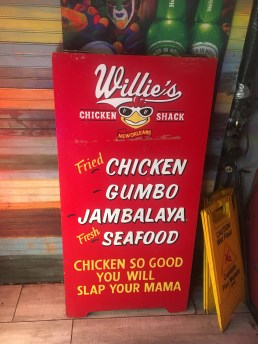 Willie's
CHICKEN SHACK
NEW ORLEANS
Fried CHICKEN
GUMBO
JAMBALAYA
Fresh SEAFOOD
CHICKEN SO GOOD
YOU WILL
SLAP YOUR MAMA